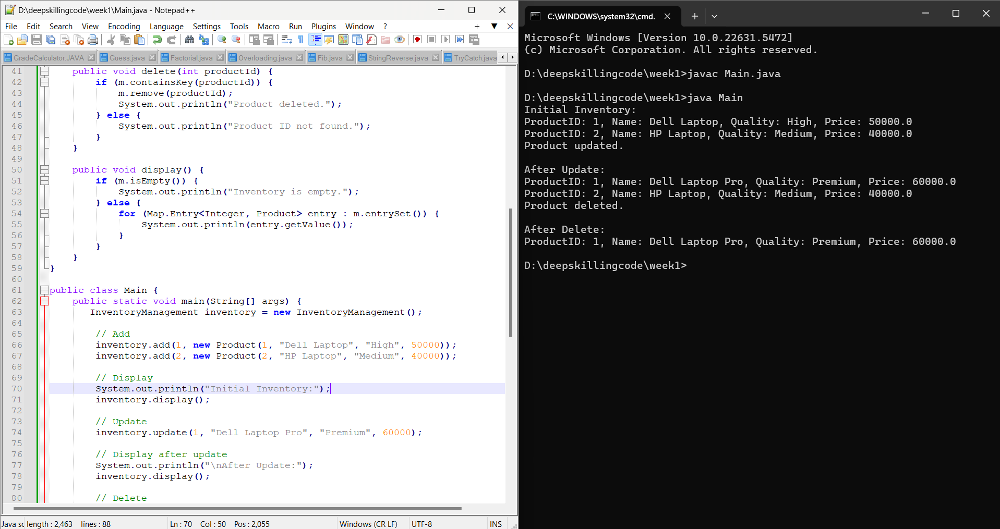 D:\deepskillingcode\week1\Main.java - Notepad++
File Edit Search View Encoding Language Settings Tools Macro Run Plugins Window ?
GradeCalculator.JAVA Guess.java Factorial.java Overloading.java Fib.java StringReverse.java TryCatch.java
41 public void delete(int productId) {
42 if (m.containsKey(productId)) {
43 m.remove(productId);
44 System.out.println("Product deleted.");
45 } else {
46 System.out.println("Product ID not found.");
47 }
48 }
49
50 public void display() {
51 if (m.isEmpty()) {
52 System.out.println("Inventory is empty.");
53 } else {
54 for (Map.Entry<Integer, Product> entry : m.entrySet()) {
55 System.out.println(entry.getValue());
56 }
57 }
58 }
59 }
60
61 public class Main {
62 public static void main(String[] args) {
63 InventoryManagement inventory = new InventoryManagement();
64
65 // Add
66 inventory.add(1, new Product(1, "Dell Laptop", "High", 50000));
67 inventory.add(2, new Product(2, "HP Laptop", "Medium", 40000));
68
69 // Display
70 System.out.println("Initial Inventory:");
71 inventory.display();
72
73 // Update
74 inventory.update(1, "Dell Laptop Pro", "Premium", 60000);
75
76 // Display after update
77 System.out.println("\nAfter Update:");
78 inventory.display();
79
80 // Delete
Java sc length : 2,463 lines : 88 Ln : 70 Col : 50 Pos : 2,055 Windows (CR LF) UTF-8 INS
C:\WINDOWS\system32\cmd.
Microsoft Windows [Version 10.0.22631.5472]
(c) Microsoft Corporation. All rights reserved.
D:\deepskillingcode\week1>javac Main.java
D:\deepskillingcode\week1>java Main
Initial Inventory:
ProductID: 1, Name: Dell Laptop, Quality: High, Price: 50000.0
ProductID: 2, Name: HP Laptop, Quality: Medium, Price: 40000.0
Product updated.
After Update:
ProductID: 1, Name: Dell Laptop Pro, Quality: Premium, Price: 60000.0
ProductID: 2, Name: HP Laptop, Quality: Medium, Price: 40000.0
Product deleted.
After Delete:
ProductID: 1, Name: Dell Laptop Pro, Quality: Premium, Price: 60000.0
D:\deepskillingcode\week1>